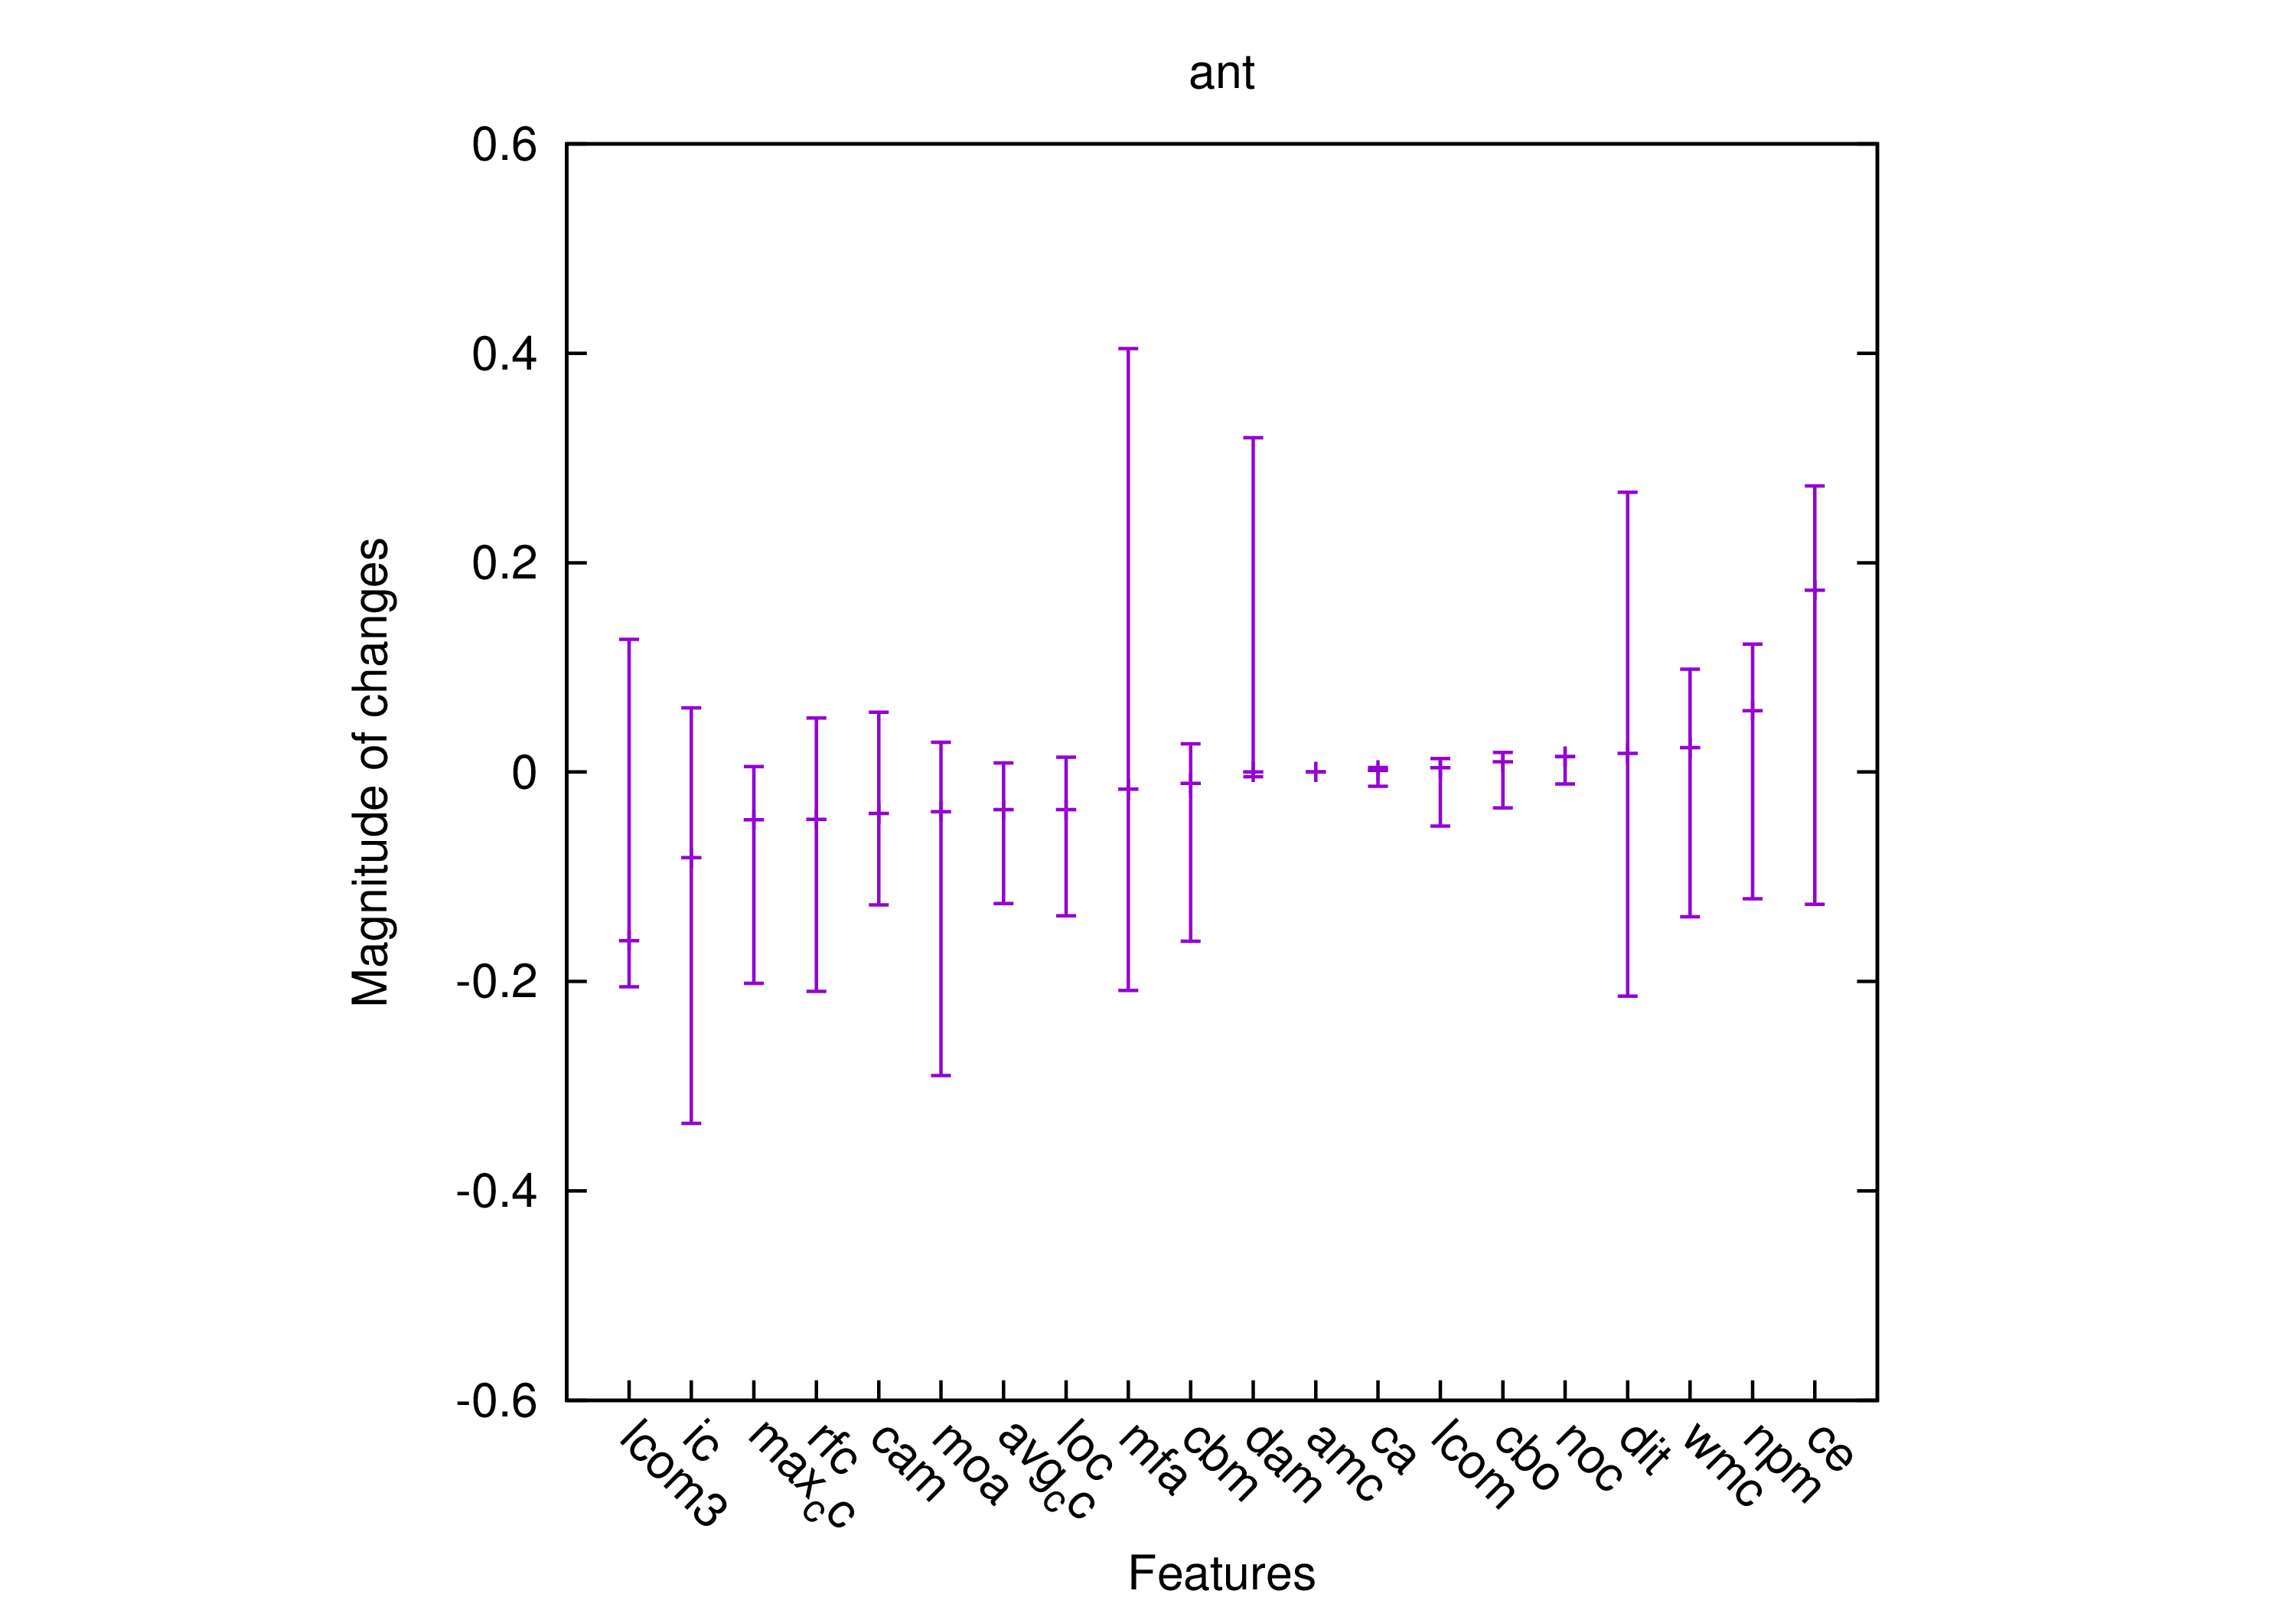 ant
0.6
0.4
0.2
0
-0.2
-0.4
-0.6
Magnitude of changes
lcom3
ic
max_cc
rfc
cam
moa
avg_cc
loc
mfa
cbm
dam
amc
ca
lcom
cbo
noc
dit
wmc
npm
ce
Features